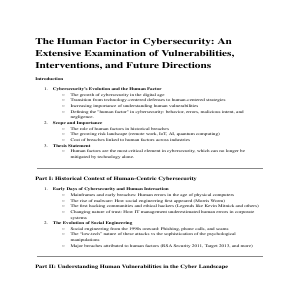 The Human Factor in Cybersecurity: An
Extensive Examination of Vulnerabilities,
Interventions, and Future Directions
Introduction
1. Cybersecurity's Evolution and the Human Factor
○ The growth of cybersecurity in the digital age
○ Transition from technology-centered defenses to human-centered strategies
○ Increasing importance of understanding human vulnerabilities
○ Defining the "human factor" in cybersecurity: behavior, errors, malicious intent, and
negligence.
2. Scope and Importance
○ The role of human factors in historical breaches
○ The growing risk landscape (remote work, IoT, AI, quantum computing)
○ Cost of breaches linked to human factors across industries
3. Thesis Statement
○ Human factors are the most critical element in cybersecurity, which can no longer be
mitigated by technology alone.
Part I: Historical Context of Human-Centric Cybersecurity
1. Early Days of Cybersecurity and Human Interaction
○ Mainframes and early breaches: Human errors in the age of physical computers
○ The rise of malware: How social engineering first appeared (Morris Worm)
○ The first hacking communities and ethical hackers (Legends like Kevin Mitnick and others)
○ Changing nature of trust: How IT management underestimated human errors in corporate
systems
2. The Evolution of Social Engineering
○ Social engineering from the 1990s onward: Phishing, phone calls, and scams
○ The "low-tech" nature of these attacks vs the sophistication of the psychological
manipulations.
○ Major breaches attributed to human factors (RSA Security 2011, Target 2013, and more)
Part II: Understanding Human Vulnerabilities in the Cyber Landscape